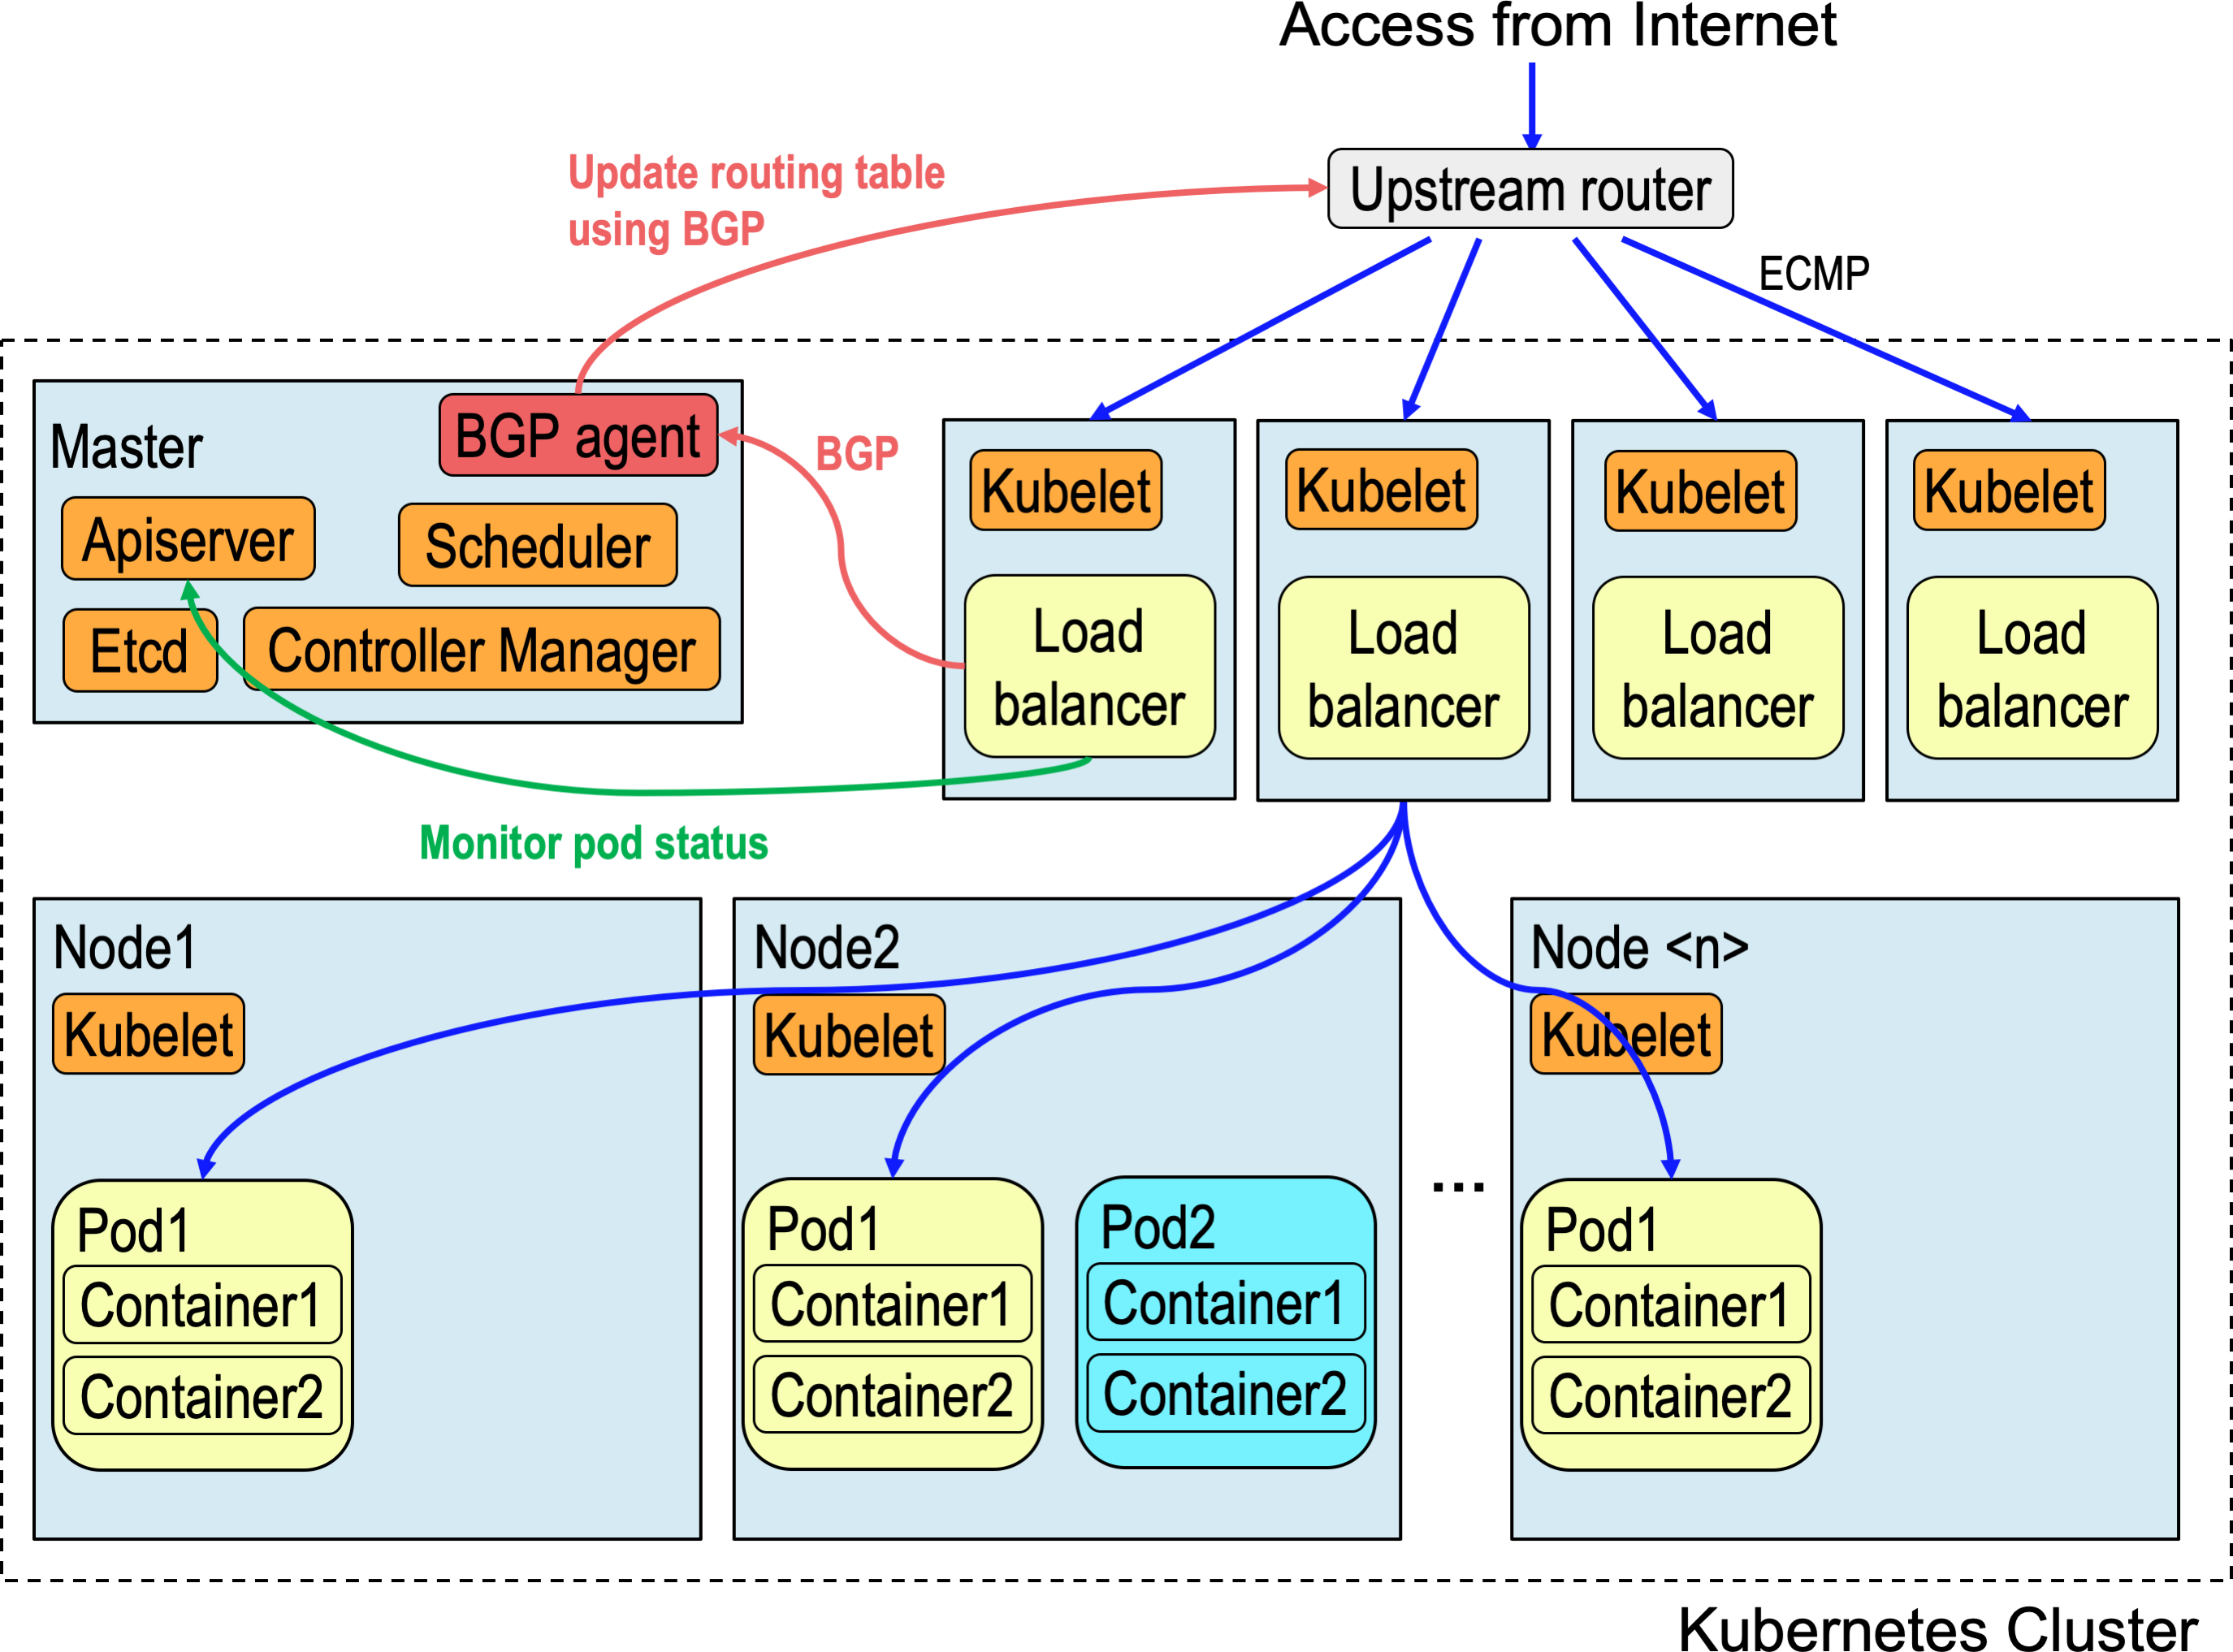 Access from Internet
Upstream router
Update routing table
using BGP
ECMP
Master
BGP agent
Apiserver
Scheduler
Etcd
Controller Manager
BGP
Kubelet
Load
balancer
Kubelet
Load
balancer
Kubelet
Load
balancer
Kubelet
Load
balancer
Monitor pod status
Node1
Kubelet
Pod1
Container1
Container2
Node2
Kubelet
Pod1
Container1
Container2
Pod2
Container1
Container2
...
Node <n>
Kubelet
Pod1
Container1
Container2
Kubernetes Cluster